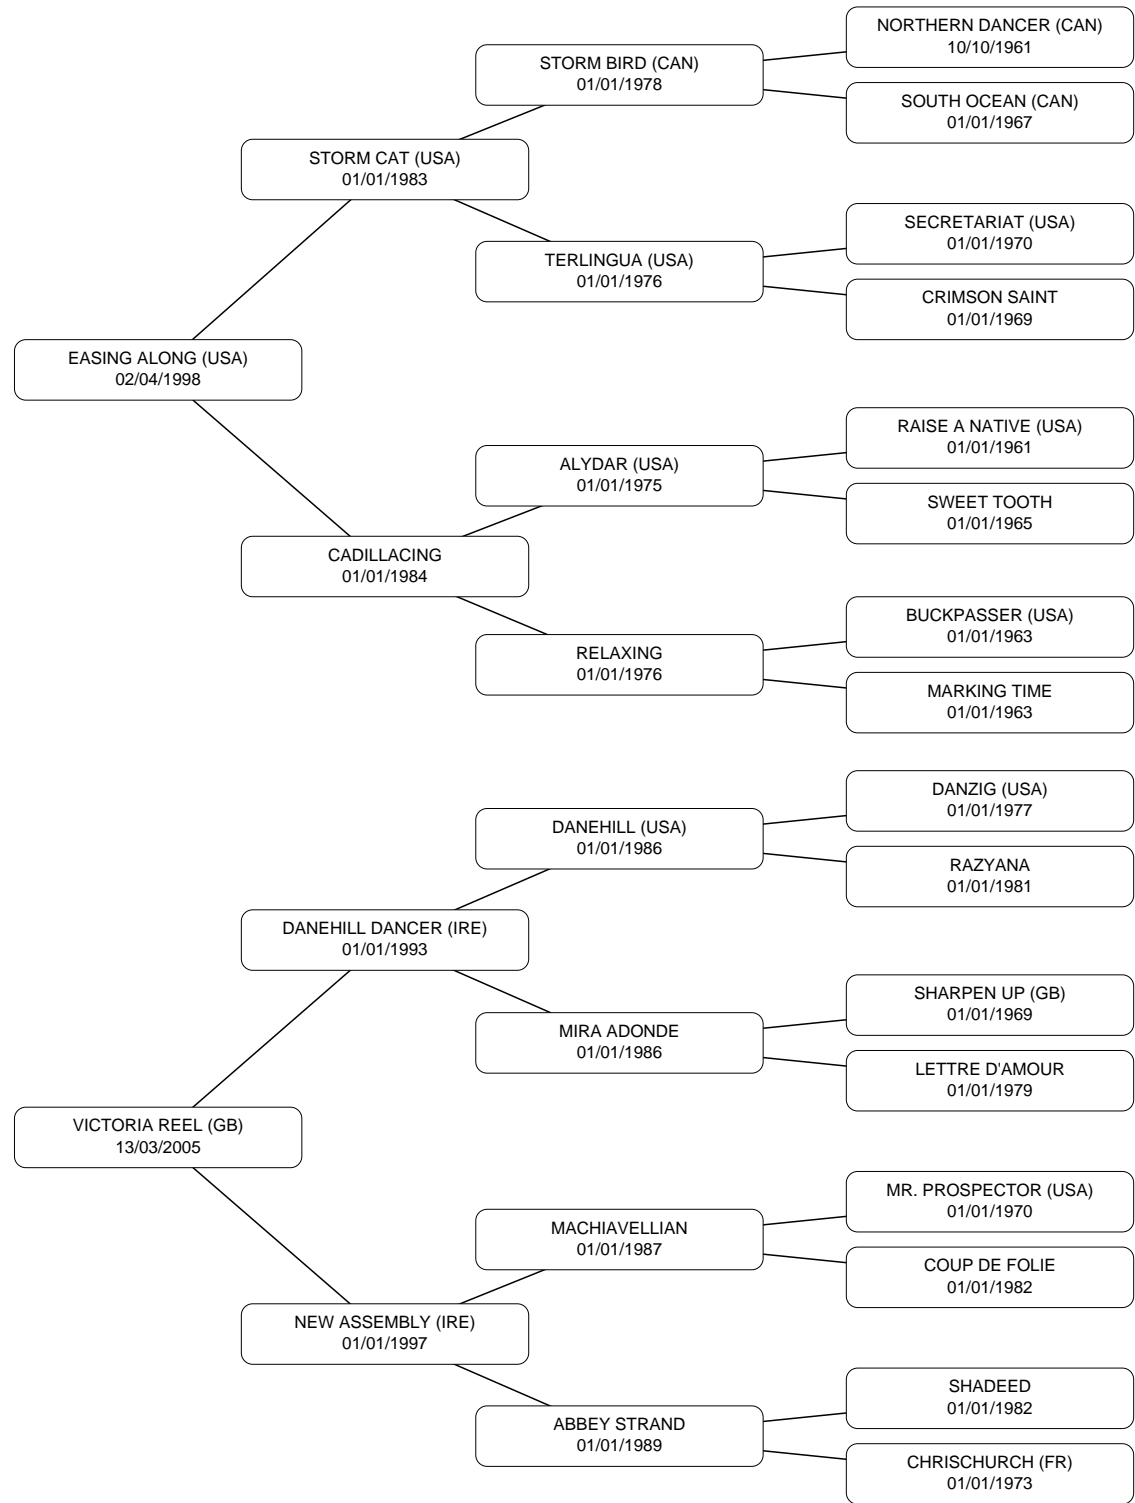 NORTHERN DANCER (CAN)
10/10/1961
STORM BIRD (CAN)
01/01/1978
SOUTH OCEAN (CAN)
01/01/1967
STORM CAT (USA)
01/01/1983
SECRETARIAT (USA)
01/01/1970
TERLINGUA (USA)
01/01/1976
CRIMSON SAINT
01/01/1969
EASING ALONG (USA)
02/04/1998
RAISE A NATIVE (USA)
01/01/1961
ALYDAR (USA)
01/01/1975
SWEET TOOTH
01/01/1965
CADILLACING
01/01/1984
BUCKPASSER (USA)
01/01/1963
RELAXING
01/01/1976
MARKING TIME
01/01/1963
DANZIG (USA)
01/01/1977
DANEHILL (USA)
01/01/1986
RAZYANA
01/01/1981
DANEHILL DANCER (IRE)
01/01/1993
SHARPEN UP (GB)
01/01/1969
MIRA ADONDE
01/01/1986
LETTRE D'AMOUR
01/01/1979
VICTORIA REEL (GB)
13/03/2005
MR. PROSPECTOR (USA)
01/01/1970
MACHIAVELLIAN
01/01/1987
COUP DE FOLIE
01/01/1982
NEW ASSEMBLY (IRE)
01/01/1997
SHADEED
01/01/1982
ABBEY STRAND
01/01/1989
CHRISCHURCH (FR)
01/01/1973